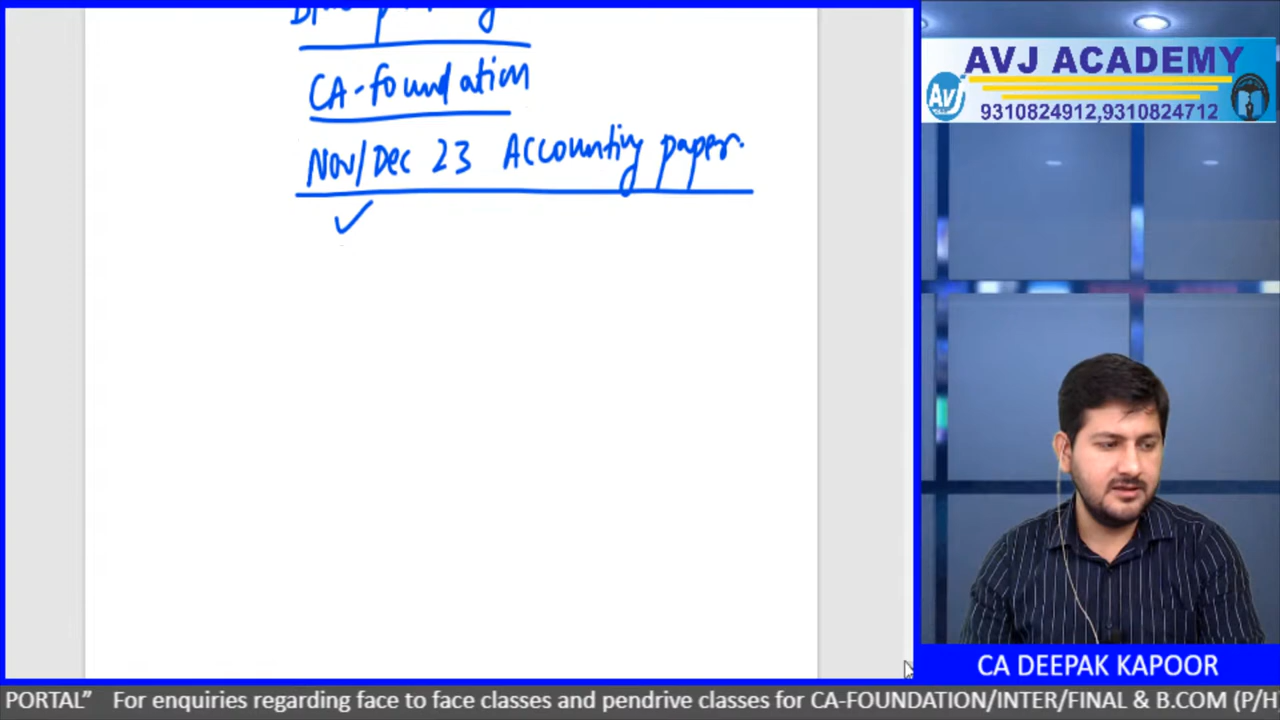 CA-foundation
Nov/Dec 23 Accounting paper.
AVJ ACADEMY
AV
9310824912,9310824712
CA DEEPAK KAPOOR
PORTAL” For enquiries regarding face to face classes and pendrive classes for CA-FOUNDATION/INTER/FINAL & B.COM (P/H